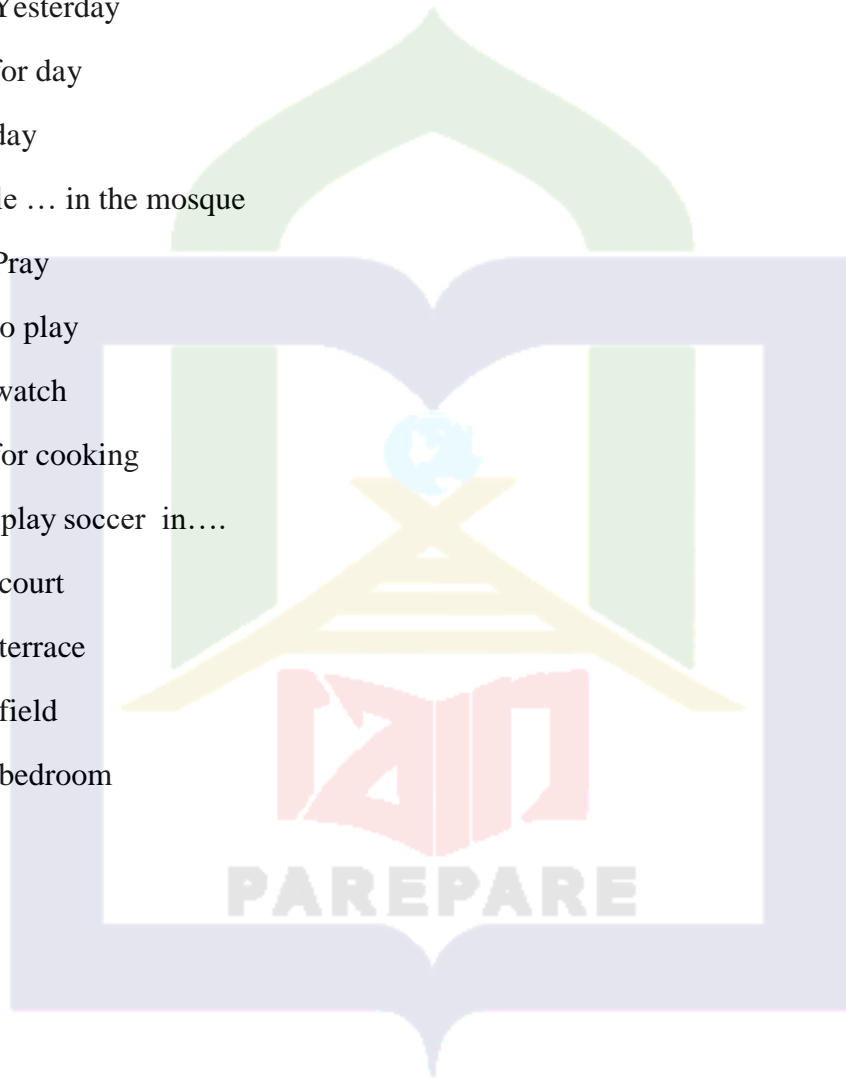 Yesterday
for day
day
le … in the mosque
Pray
o play
watch
for cooking
play soccer in….
court
terrace
field
bedroom
iain
PAREPARE